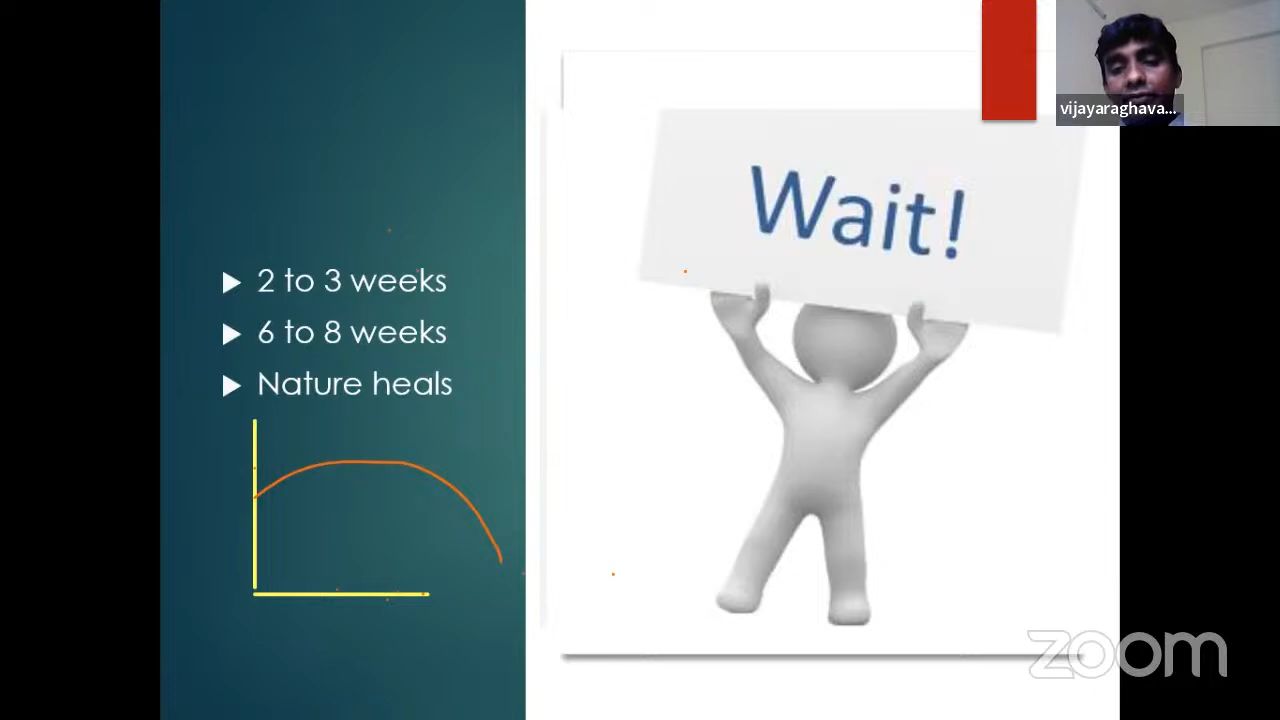 2 to 3 weeks
6 to 8 weeks
Nature heals
Wait!
vijayaraghava...
zoom